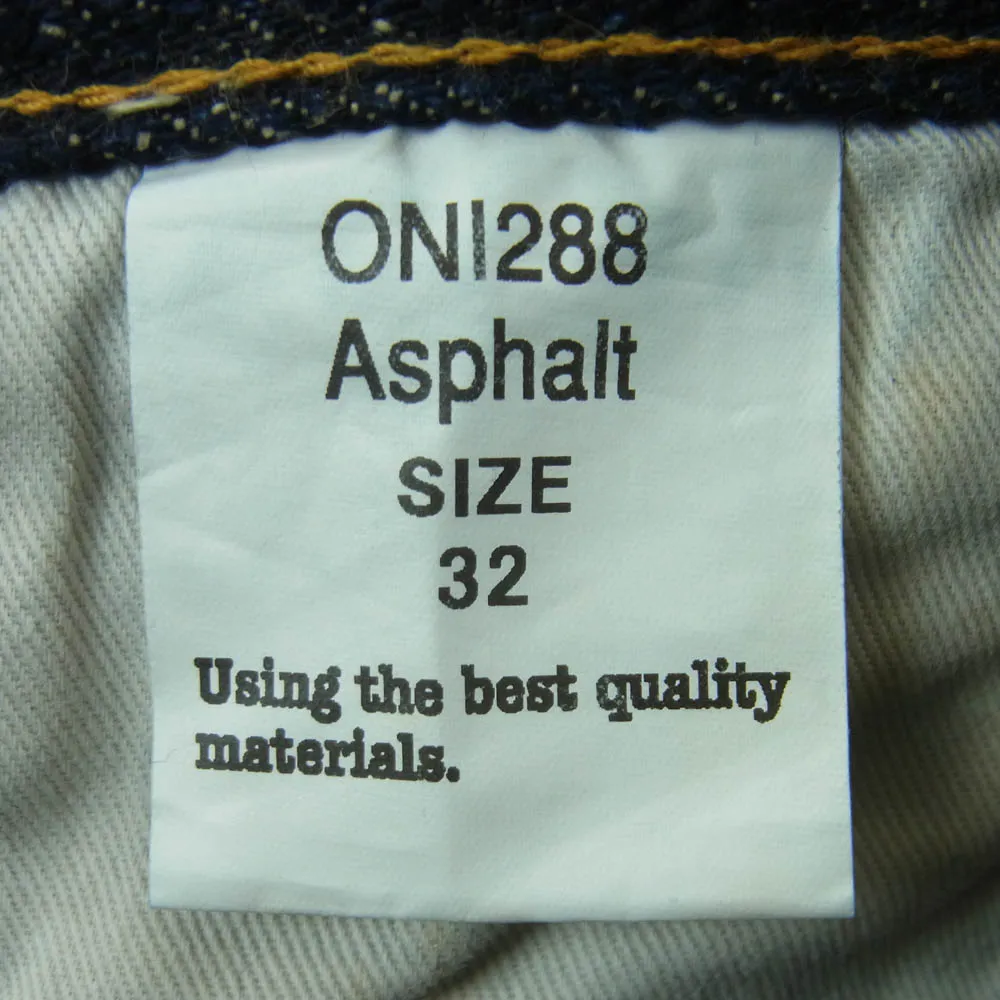 ONI288
Asphalt
SIZE
32
Using the best quality
materials.